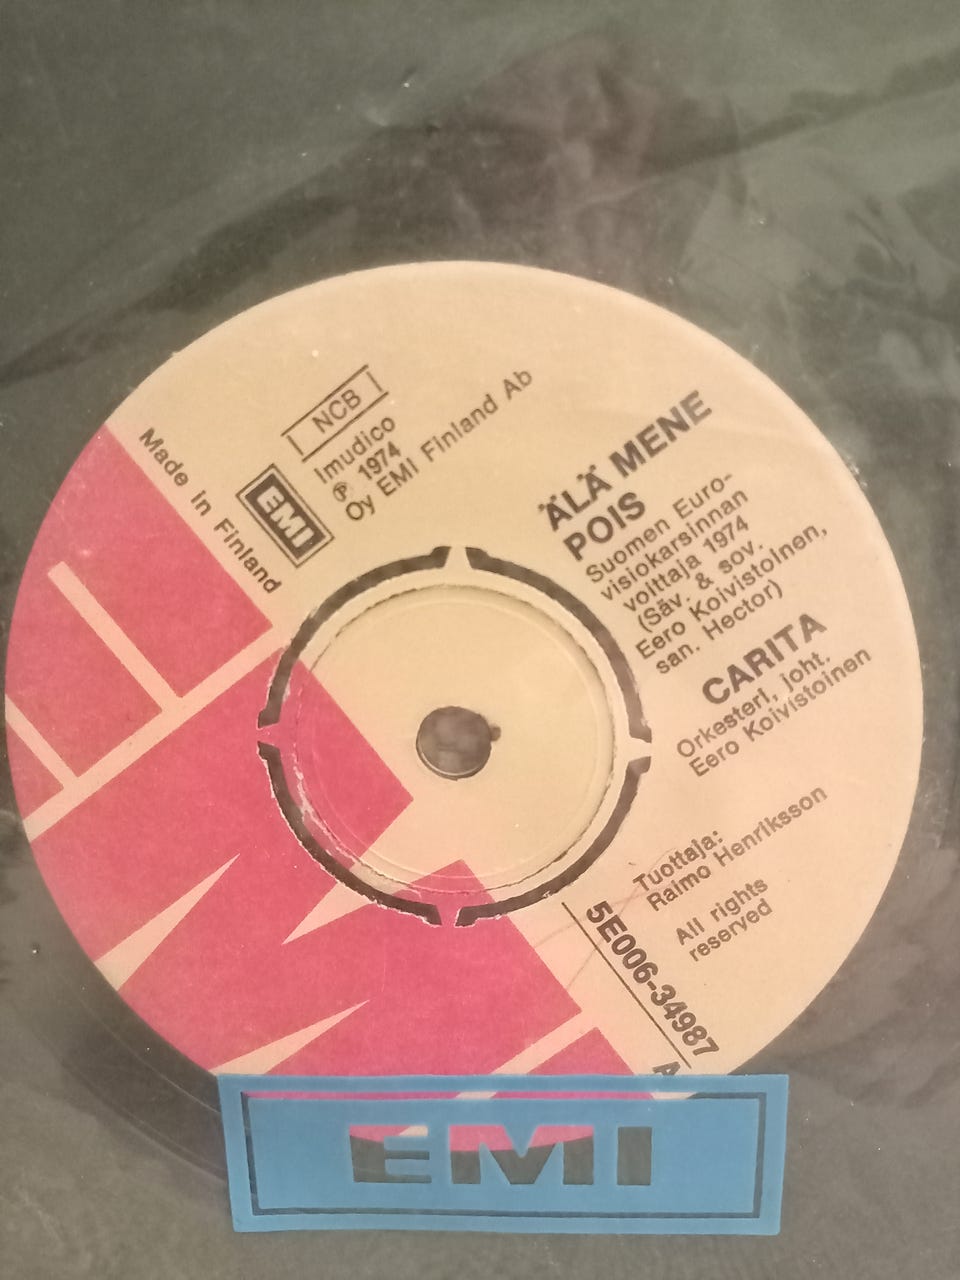 Made in Finland
EMI
NCB
Imudico
℗ 1974
Oy EMI Finland Ab
ÄLÄ MENE
POIS
Suomen Euro-
visiokarsinnan
voittaja 1974
(Säv. & sov.
Eero Koivistoinen,
san. Hector)
CARITA
Orkesteri, joht.
Eero Koivistoinen
Tuottaja:
Raimo Henriksson
All rights
reserved
5E006-34987
A
EMI